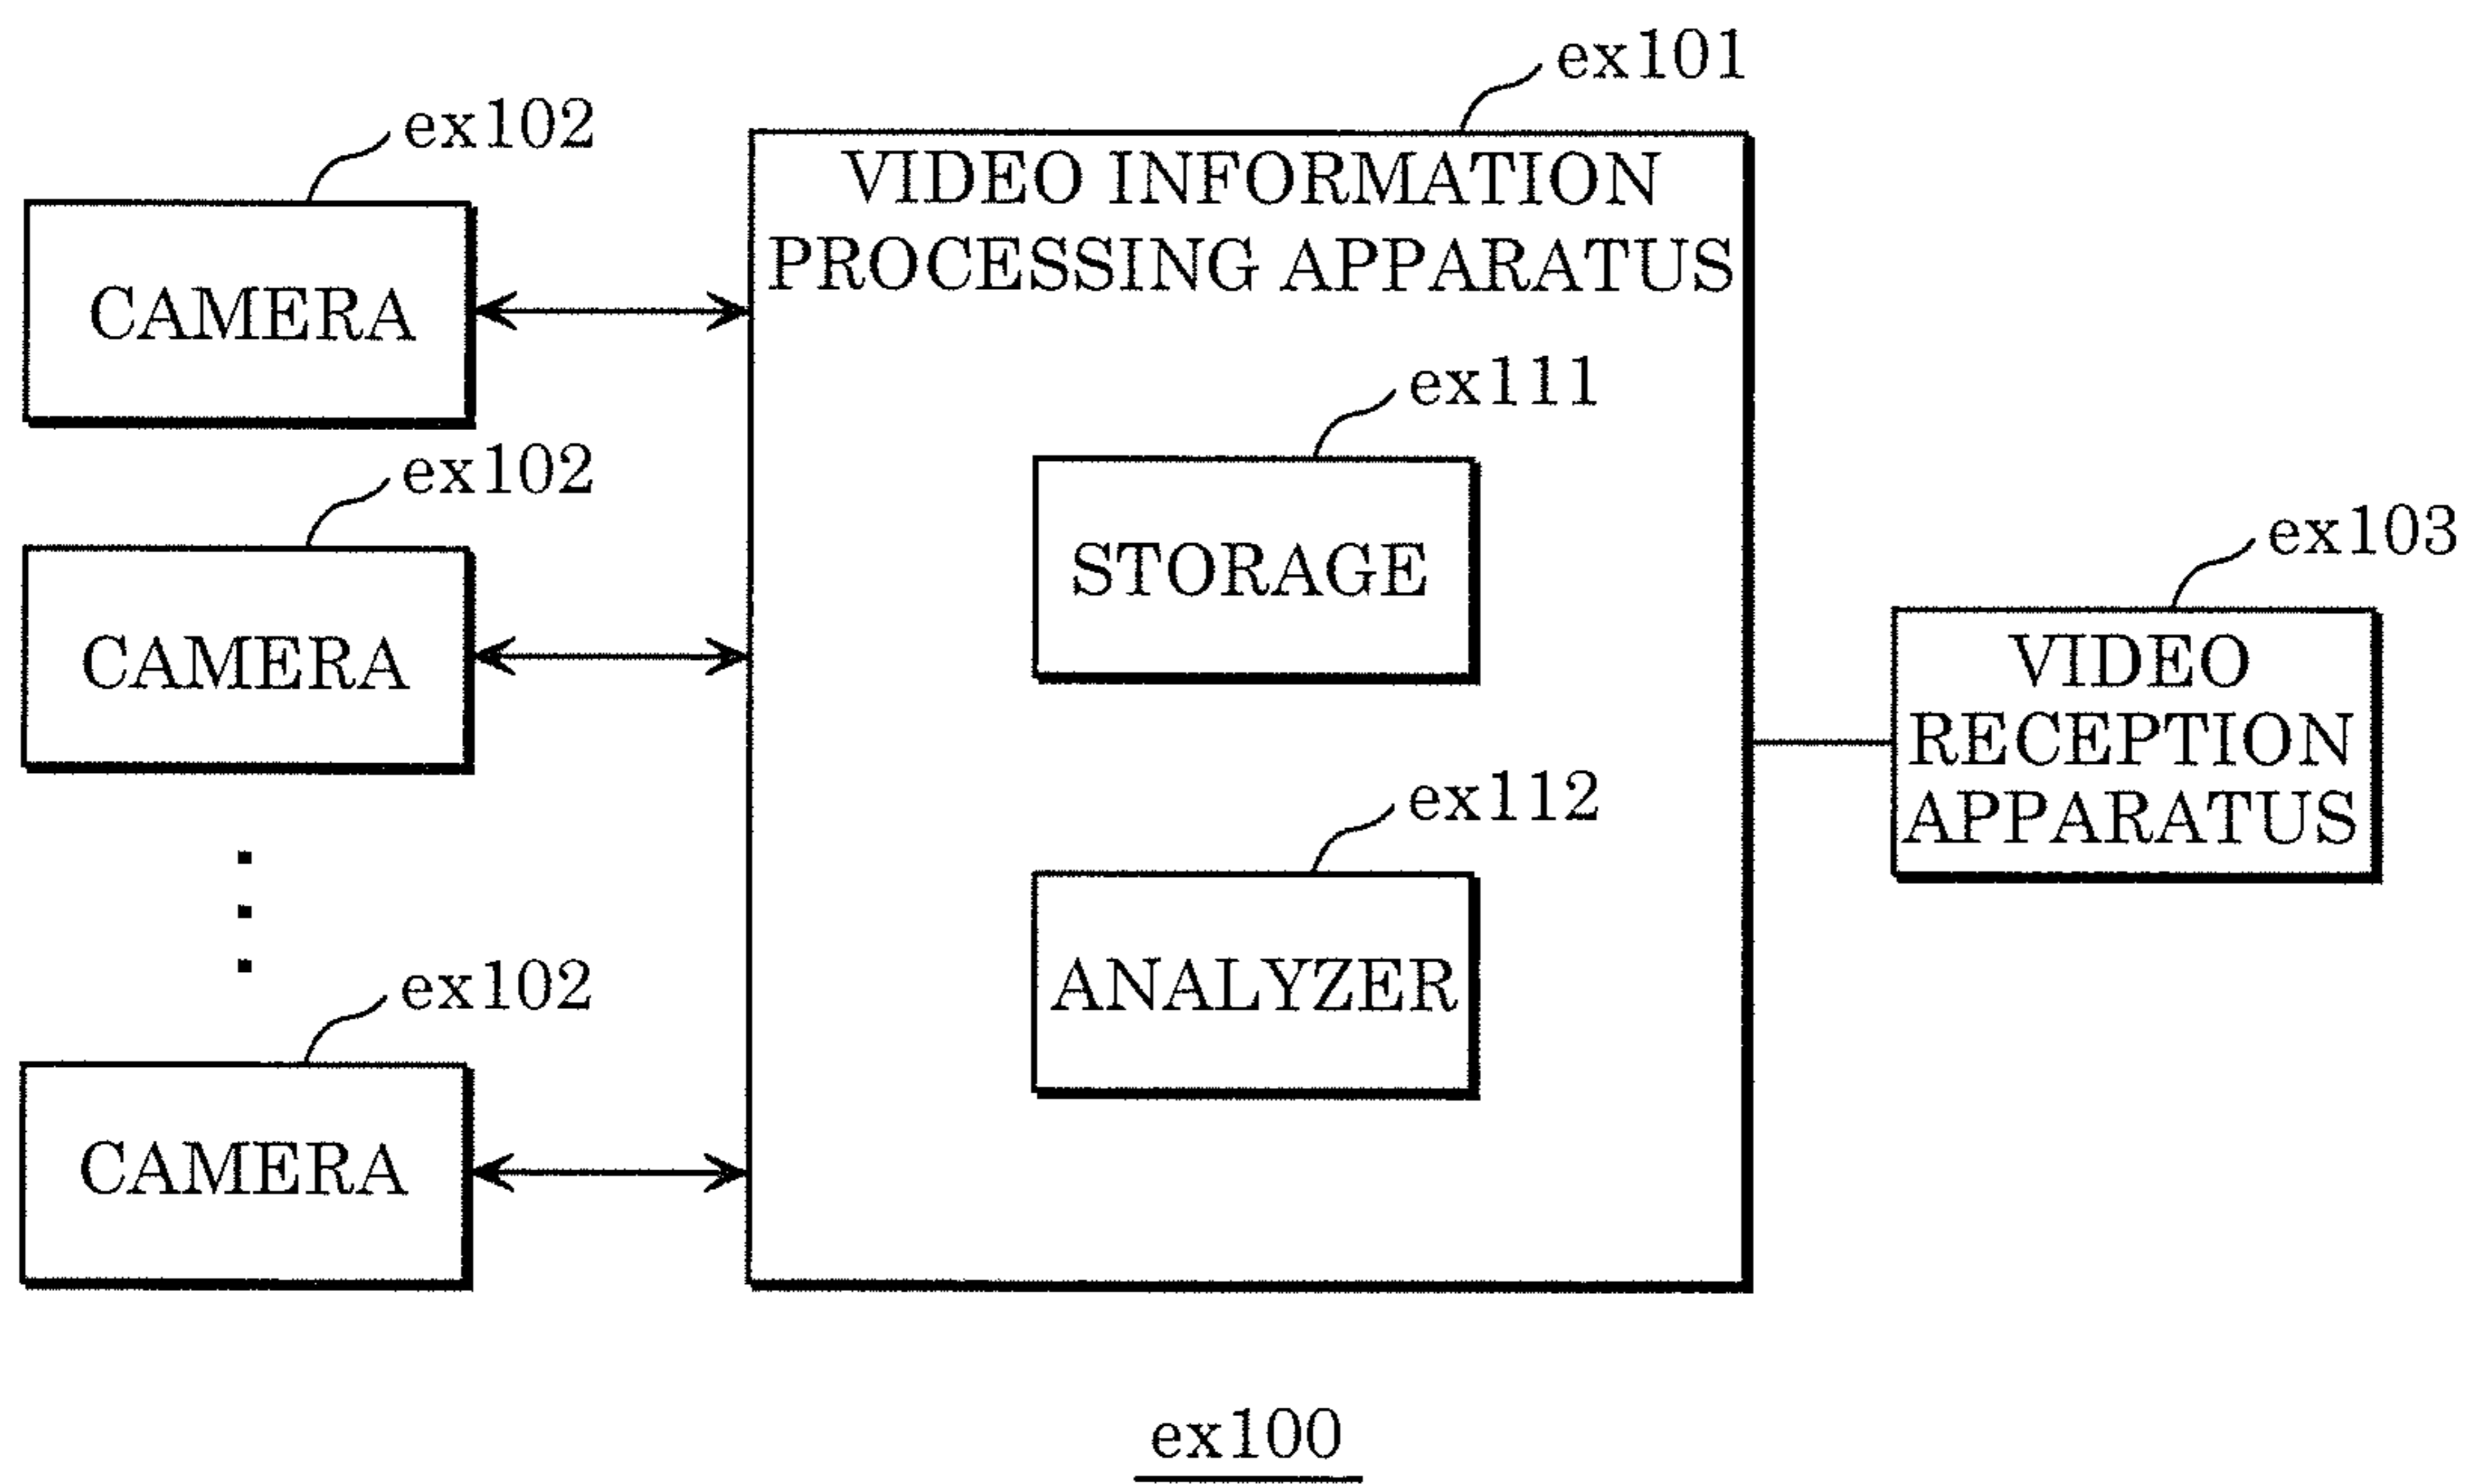 ex101
ex102
VIDEO INFORMATION
PROCESSING APPARATUS
CAMERA
ex111
ex102
STORAGE
ex103
CAMERA
VIDEO
RECEPTION
APPARATUS
ex112
ex102
ANALYZER
CAMERA
ex100